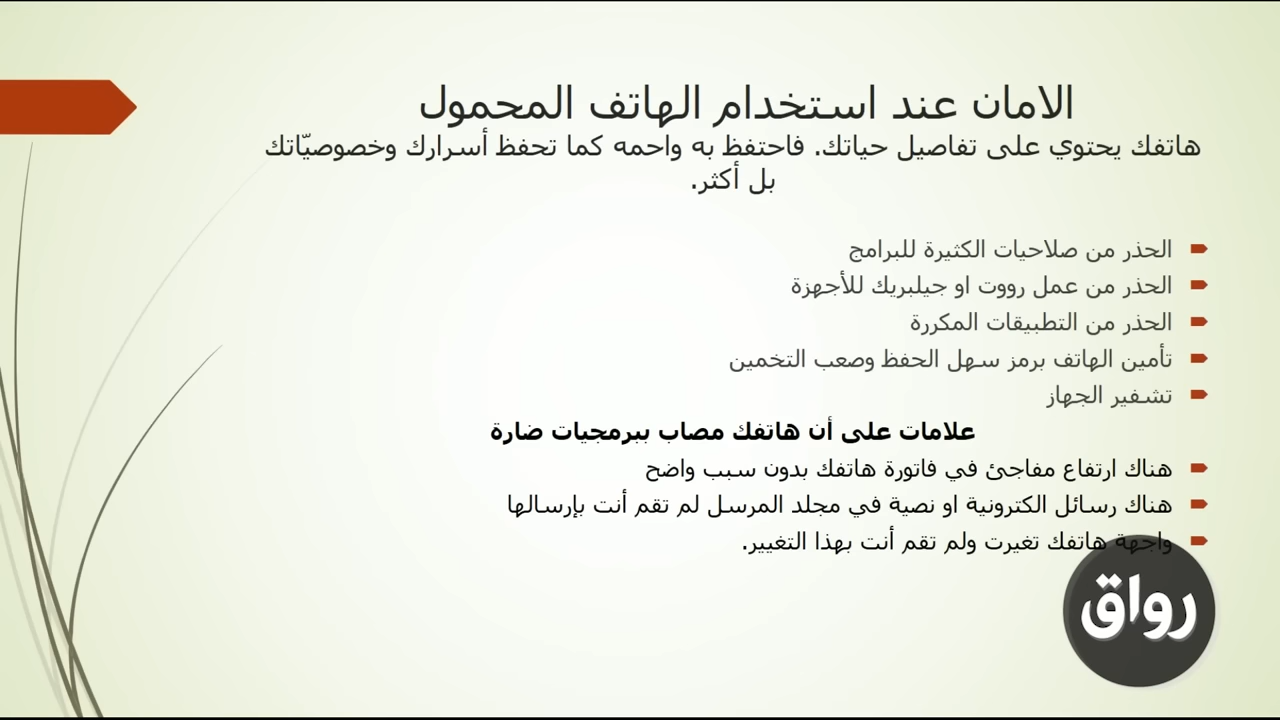 الامان عند استخدام الهاتف المحمول
هاتفك يحتوي على تفاصيل حياتك. فاحتفظ به واحمه كما تحفظ أسرارك وخصوصيّاتك
بل أكثر.
الحذر من صلاحيات الكثيرة للبرامج
الحذر من عمل رووت او جيلبريك للأجهزة
الحذر من التطبيقات المكررة
تأمين الهاتف برمز سهل الحفظ وصعب التخمين
تشفير الجهاز
علامات على أن هاتفك مصاب ببرمجيات ضارة
هناك ارتفاع مفاجئ في فاتورة هاتفك بدون سبب واضح
هناك رسائل الكترونية او نصية في مجلد المرسل لم تقم أنت بإرسالها
واجهة هاتفك تغيرت ولم تقم أنت بهذا التغيير.
رواق